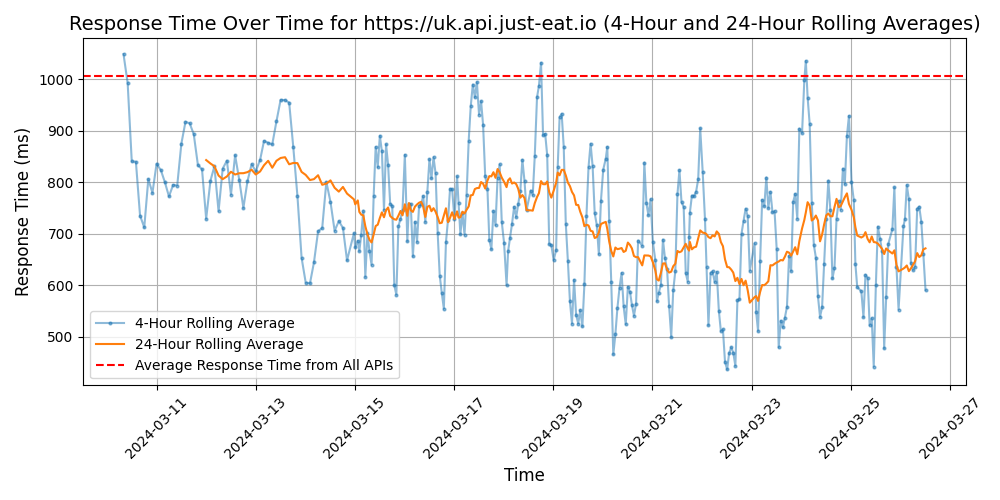 Response Time Over Time for https://uk.api.just-eat.io (4-Hour and 24-Hour Rolling Averages)
Response Time (ms)
1000
900
800
700
600
500
4-Hour Rolling Average
24-Hour Rolling Average
Average Response Time from All APIs
2024-03-11
2024-03-13
2024-03-15
2024-03-17
2024-03-19
2024-03-21
2024-03-23
2024-03-25
2024-03-27
Time